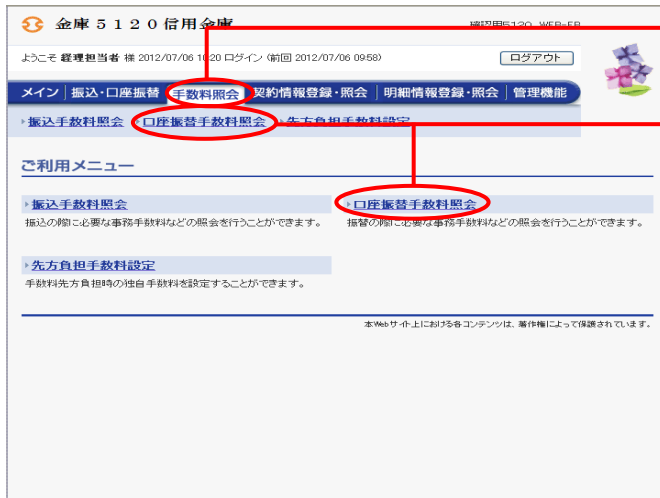 金庫５１２０信用金庫
確認用5120 WEB-FB
ようこそ 経理担当者 様 2012/07/06 1020 ログイン (前回 2012/07/06 0958)
ログアウト
メイン 振込・口座振替 手数料照会 契約情報登録・照会 明細情報登録・照会 管理機能
振込手数料照会 口座振替手数料照会 先方負担手数料設定
ご利用メニュー
振込手数料照会 口座振替手数料照会
振込の際に必要な事務手数料などの照会を行うことができます。 振替の際に必要な事務手数料などの照会を行うことができます。
先方負担手数料設定
手数料先方負担時の独自手数料を設定することができます。
本Webサイト上における各コンテンツは、著作権によって保護されています。